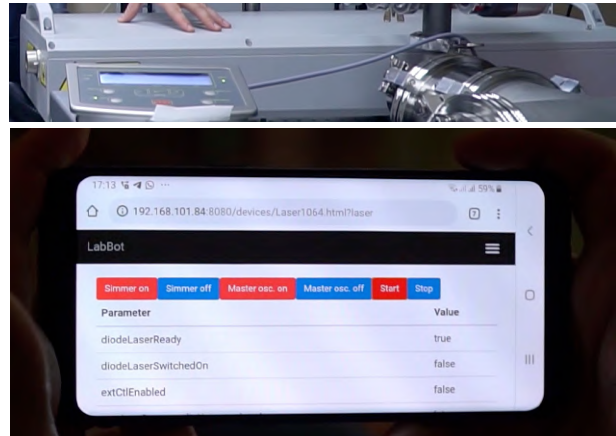 17:13 59%
192.168.101.84:8080/devices/Laser1064.html?laser
LabBot
Simmer on Simmer off Master osc. on Master osc. off Start Stop
Parameter Value
diodeLaserReady true
diodeLaserSwitchedOn false
extCtlEnabled false